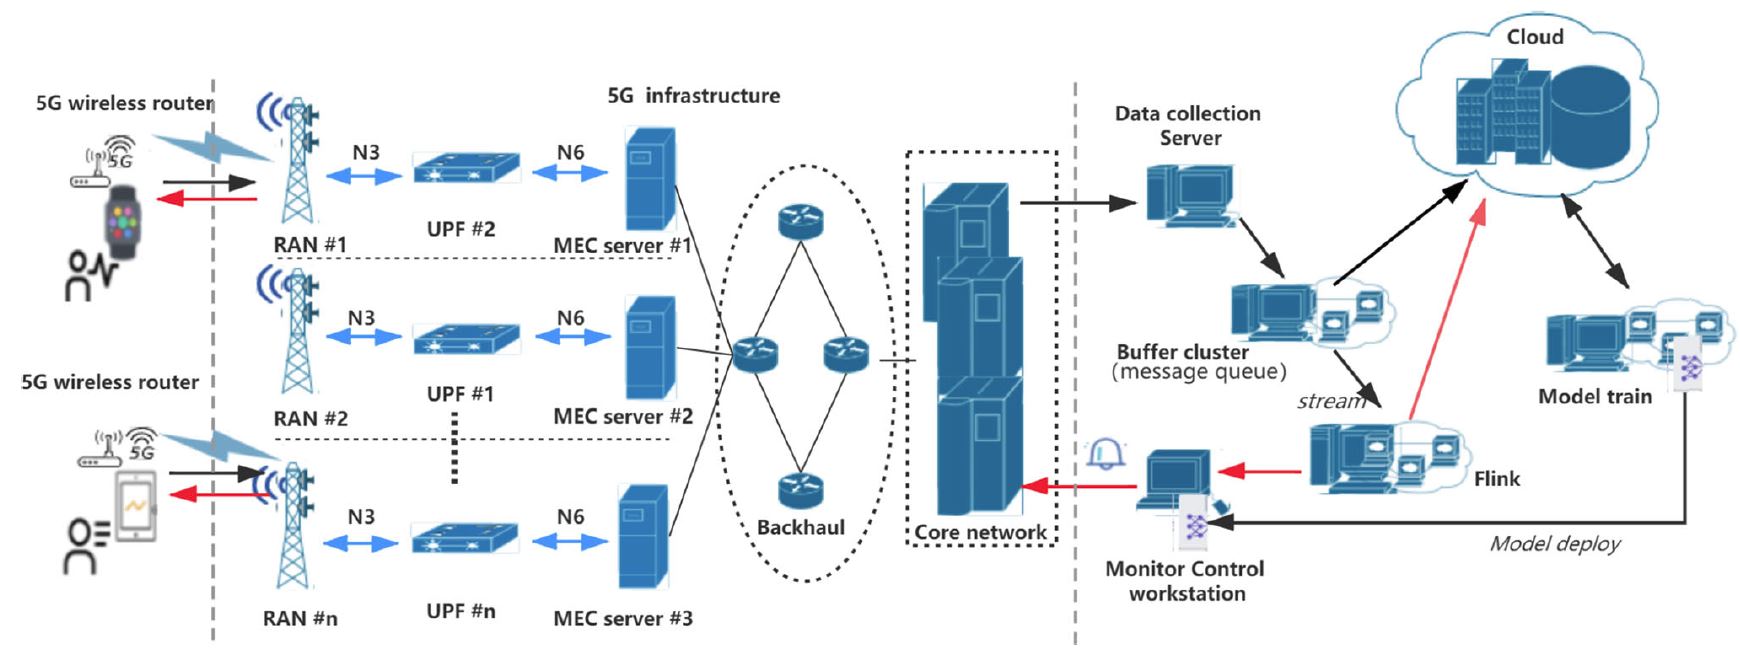 Cloud
5G wireless router
5G infrastructure
Data collection
Server
5G
N3
N6
RAN #1
UPF #2
MEC server #1
N3
N6
RAN #2
UPF #1
MEC server #2
5G wireless router
5G
N3
N6
RAN #n
UPF #n
MEC server #3
Backhaul
Core network
Buffer cluster
(message queue)
stream
Model train
Flink
Model deploy
Monitor Control
workstation